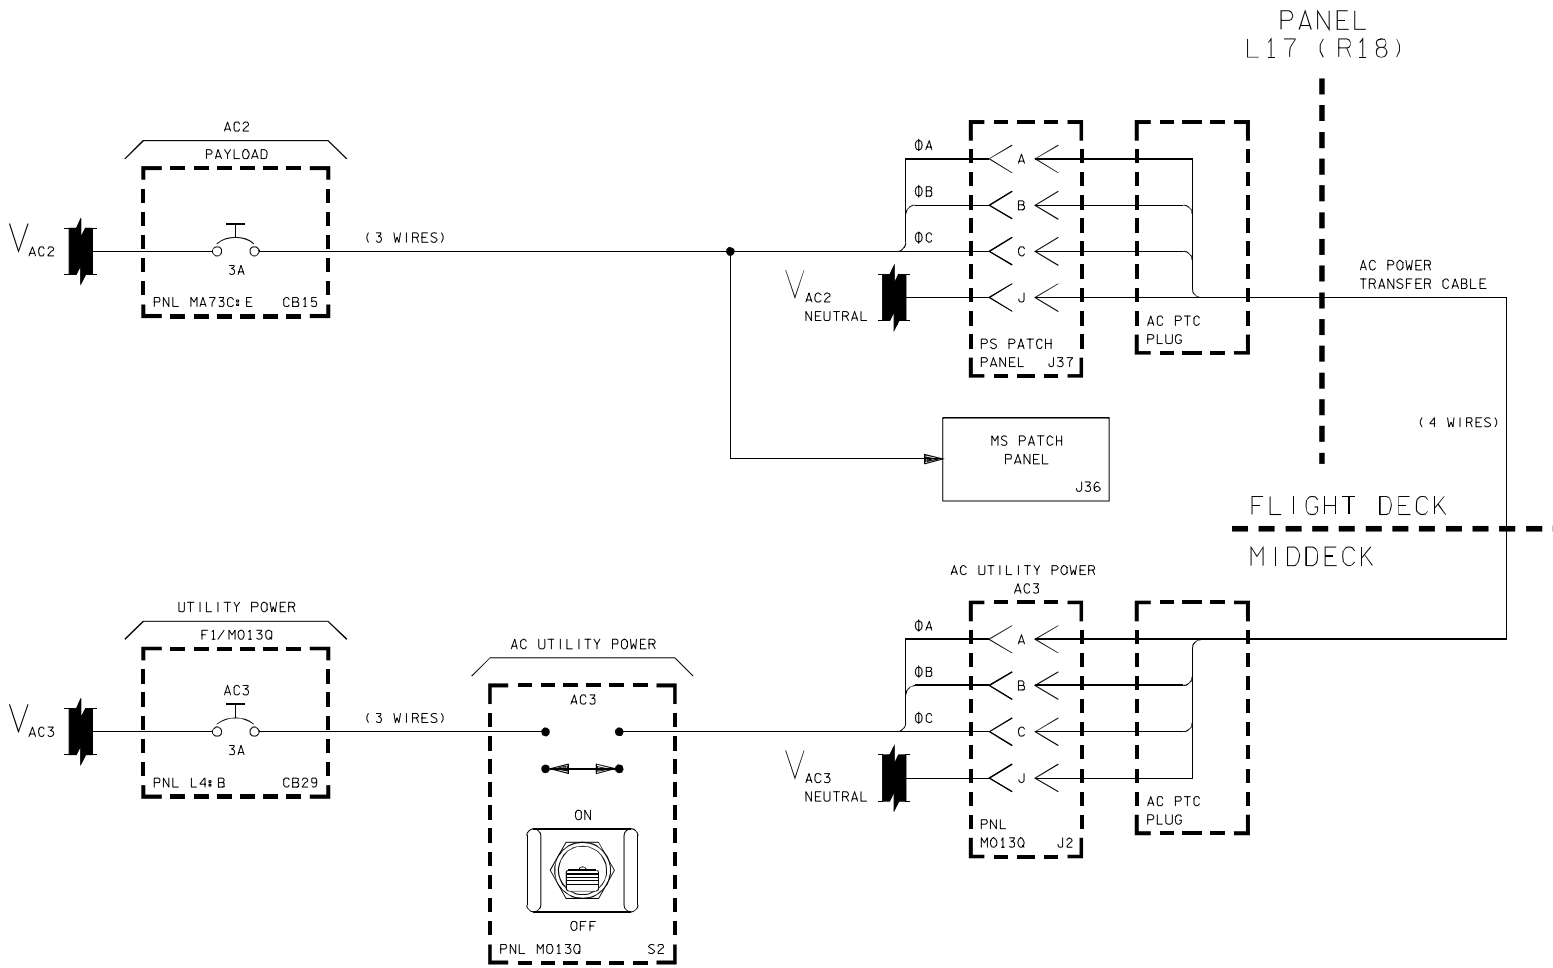 PANEL
L17 (R18)
AC2
PAYLOAD
V AC2
3A
PNL MA73C:E CB15
(3 WIRES)
ΦA
ΦB
ΦC
V AC2
NEUTRAL
A
B
C
J
PS PATCH
PANEL J37
AC PTC
PLUG
AC POWER
TRANSFER CABLE
(4 WIRES)
MS PATCH
PANEL
J36
FLIGHT DECK
MIDDECK
UTILITY POWER
F1/MO13Q
V AC3
AC3
3A
PNL L4:B CB29
(3 WIRES)
AC UTILITY POWER
AC3
ON
OFF
PNL MO13Q S2
AC UTILITY POWER
AC3
ΦA
ΦB
ΦC
V AC3
NEUTRAL
A
B
C
J
PNL
MO13Q J2
AC PTC
PLUG